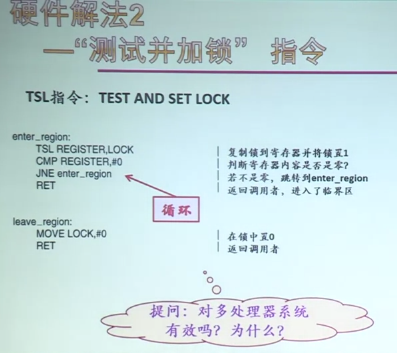 硬件解法2
—“测试并加锁” 指令
TSL指令：TEST AND SET LOCK
enter_region:
TSL REGISTER,LOCK | 复制锁到寄存器并将锁置1
CMP REGISTER,#0 | 判断寄存器内容是否是零？
JNE enter_region | 若不是零，跳转到enter_region
RET | 返回调用者，进入了临界区
循环
leave_region:
MOVE LOCK,#0 | 在锁中置0
RET | 返回调用者
提问：对多处理器系统
有效吗？为什么？